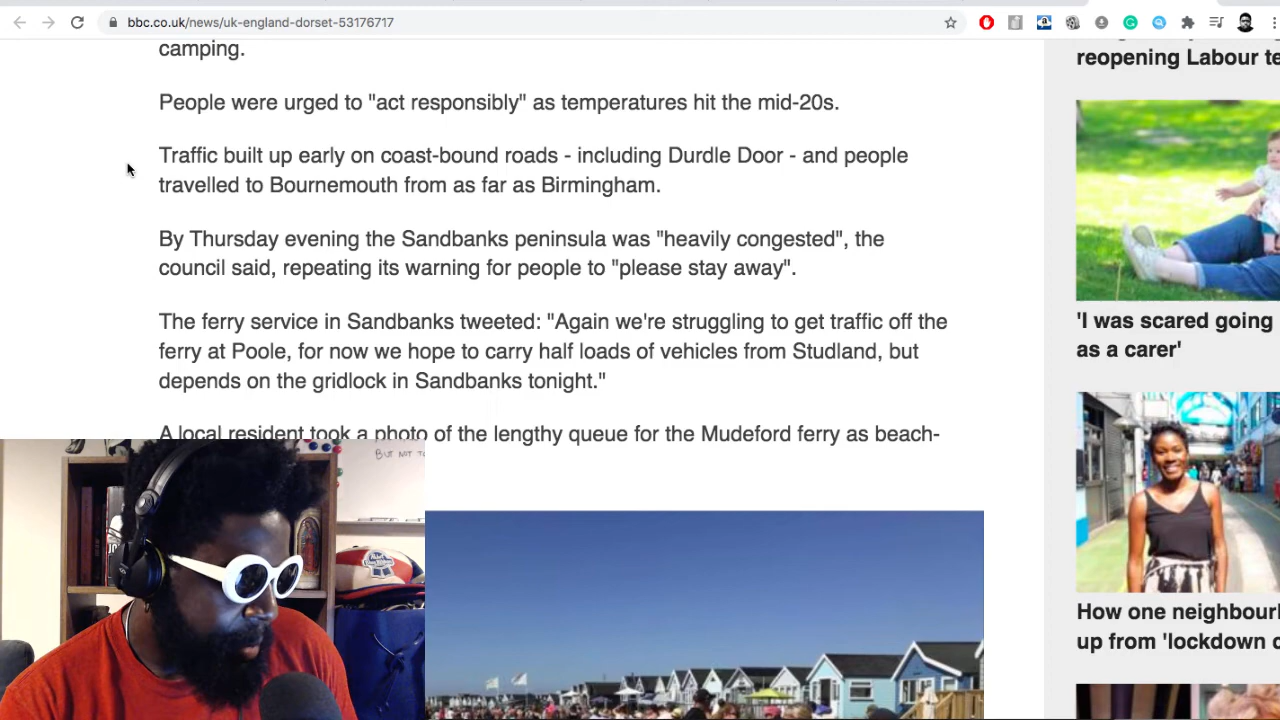 bbc.co.uk/news/uk-england-dorset-53176717
camping.
People were urged to "act responsibly" as temperatures hit the mid-20s.
Traffic built up early on coast-bound roads - including Durdle Door - and people
travelled to Bournemouth from as far as Birmingham.
By Thursday evening the Sandbanks peninsula was "heavily congested", the
council said, repeating its warning for people to "please stay away".
The ferry service in Sandbanks tweeted: "Again we're struggling to get traffic off the
ferry at Poole, for now we hope to carry half loads of vehicles from Studland, but
depends on the gridlock in Sandbanks tonight."
A local resident took a photo of the lengthy queue for the Mudeford ferry as beach-
BUT NOT
reopening Labour te
'I was scared going
as a carer'
How one neighbour
up from 'lockdown